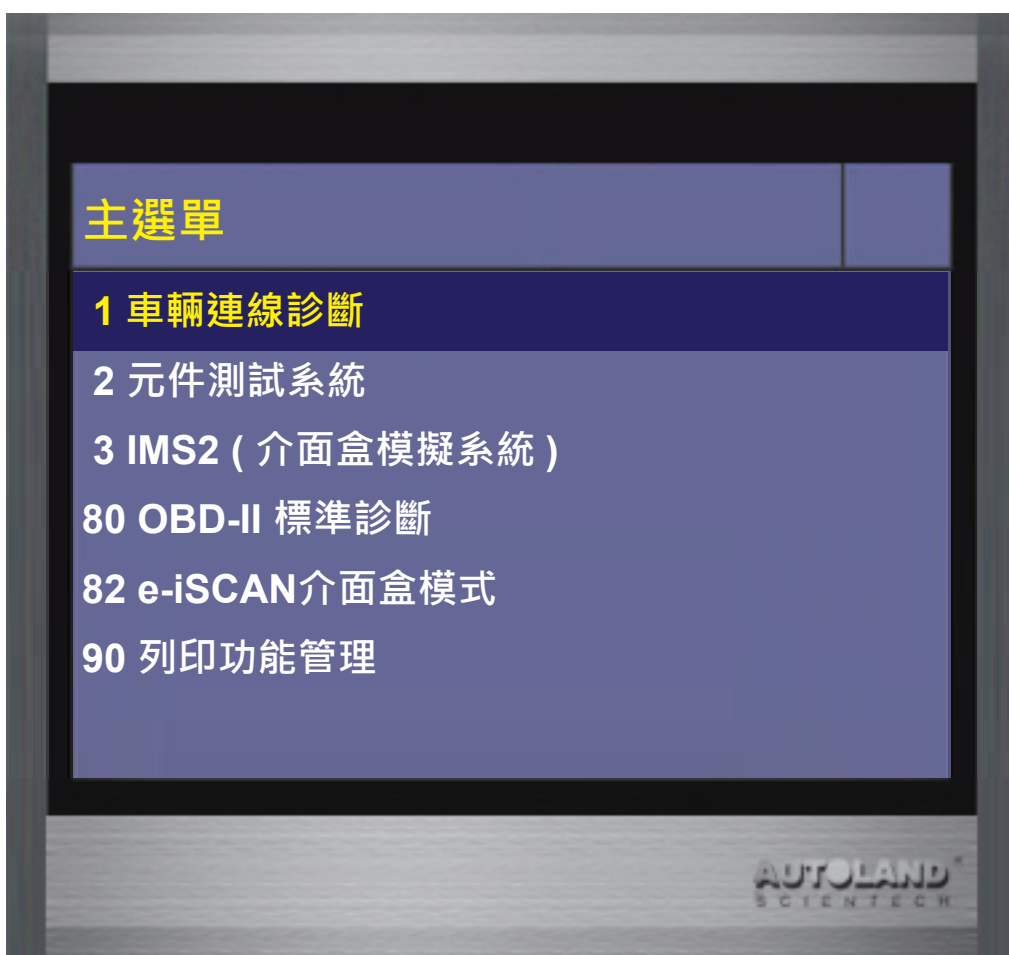 主選單
1 車輛連線診斷
2 元件測試系統
3 IMS2 ( 介面盒模擬系統 )
80 OBD-II 標準診斷
82 e-iSCAN介面盒模式
90 列印功能管理
AUTOLAND
SCIENTECH